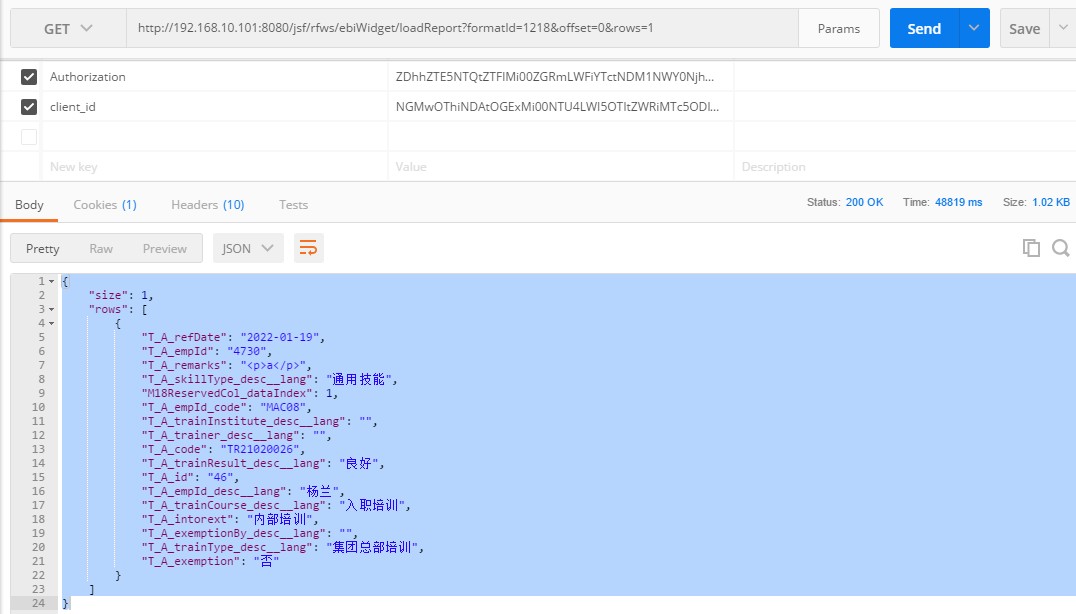 GET http://192.168.10.101:8080/jsf/rfws/ebiWidget/loadReport?formatId=1218&offset=0&rows=1 Params Send Save
Authorization ZDhhZTE5NTQtZTFlMi00ZGRmLWFiYTctNDM1NWY0Njh...
client_id NGMwOThiNDAtOGExMi00NTU4LWI5OTItZWRiMTc5ODI...
New key Value Description
Body Cookies (1) Headers (10) Tests Status: 200 OK Time: 48819 ms Size: 1.02 KB
Pretty Raw Preview JSON
1 {
2 "size": 1,
3 "rows": [
4 {
5 "T_A_refDate": "2022-01-19",
6 "T_A_empId": "4730",
7 "T_A_remarks": "<p>a</p>",
8 "T_A_skillType_desc__lang": "通用技能",
9 "M18ReservedCol_dataIndex": 1,
10 "T_A_empId_code": "MAC08",
11 "T_A_trainInstitute_desc__lang": "",
12 "T_A_trainer_desc__lang": "",
13 "T_A_code": "TR21020026",
14 "T_A_trainResult_desc__lang": "良好",
15 "T_A_id": "46",
16 "T_A_empId_desc__lang": "杨兰",
17 "T_A_trainCourse_desc__lang": "入职培训",
18 "T_A_intorext": "内部培训",
19 "T_A_exemptionBy_desc__lang": "",
20 "T_A_trainType_desc__lang": "集团总部培训",
21 "T_A_exemption": "否"
22 }
23 ]
24 }